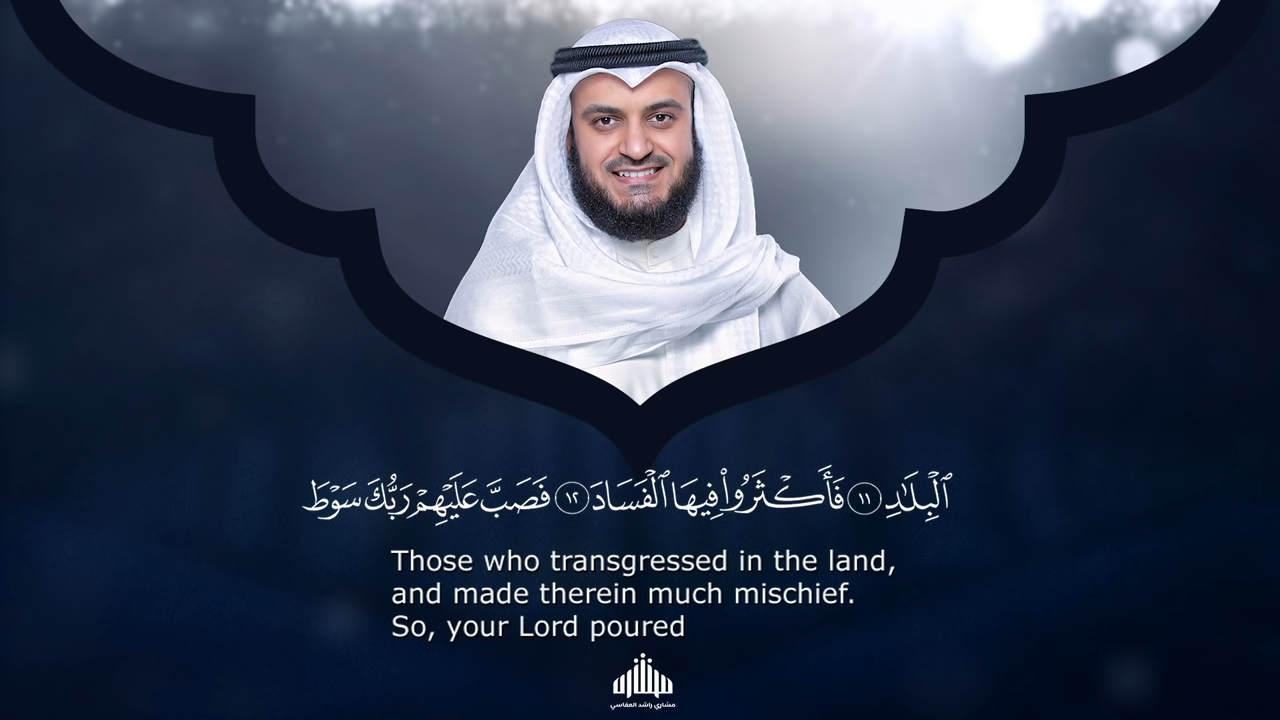 ٱلْبِلَٰدِ ١١ فَأَكْثَرُوا۟ فِيهَا ٱلْفَسَادَ ١٢ فَصَبَّ عَلَيْهِمْ رَبُّكَ سَوْطَ
Those who transgressed in the land,
and made therein much mischief.
So, your Lord poured
مشاري راشد العفاسي